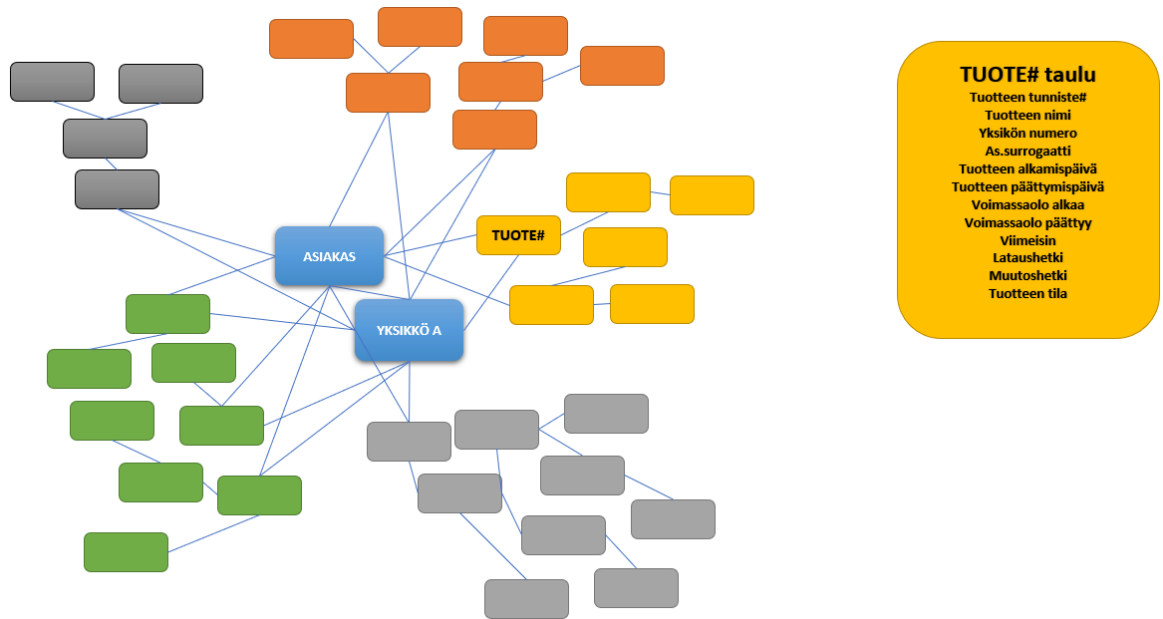 TUOTE#
ASIAKAS
YKSIKKÖ A
TUOTE# taulu
Tuotteen tunniste#
Tuotteen nimi
Yksikön numero
As.surrogaatti
Tuotteen alkamispäivä
Tuotteen päättymispäivä
Voimassaolo alkaa
Voimassaolo päättyy
Viimeisin
Lataushetki
Muutoshetki
Tuotteen tila